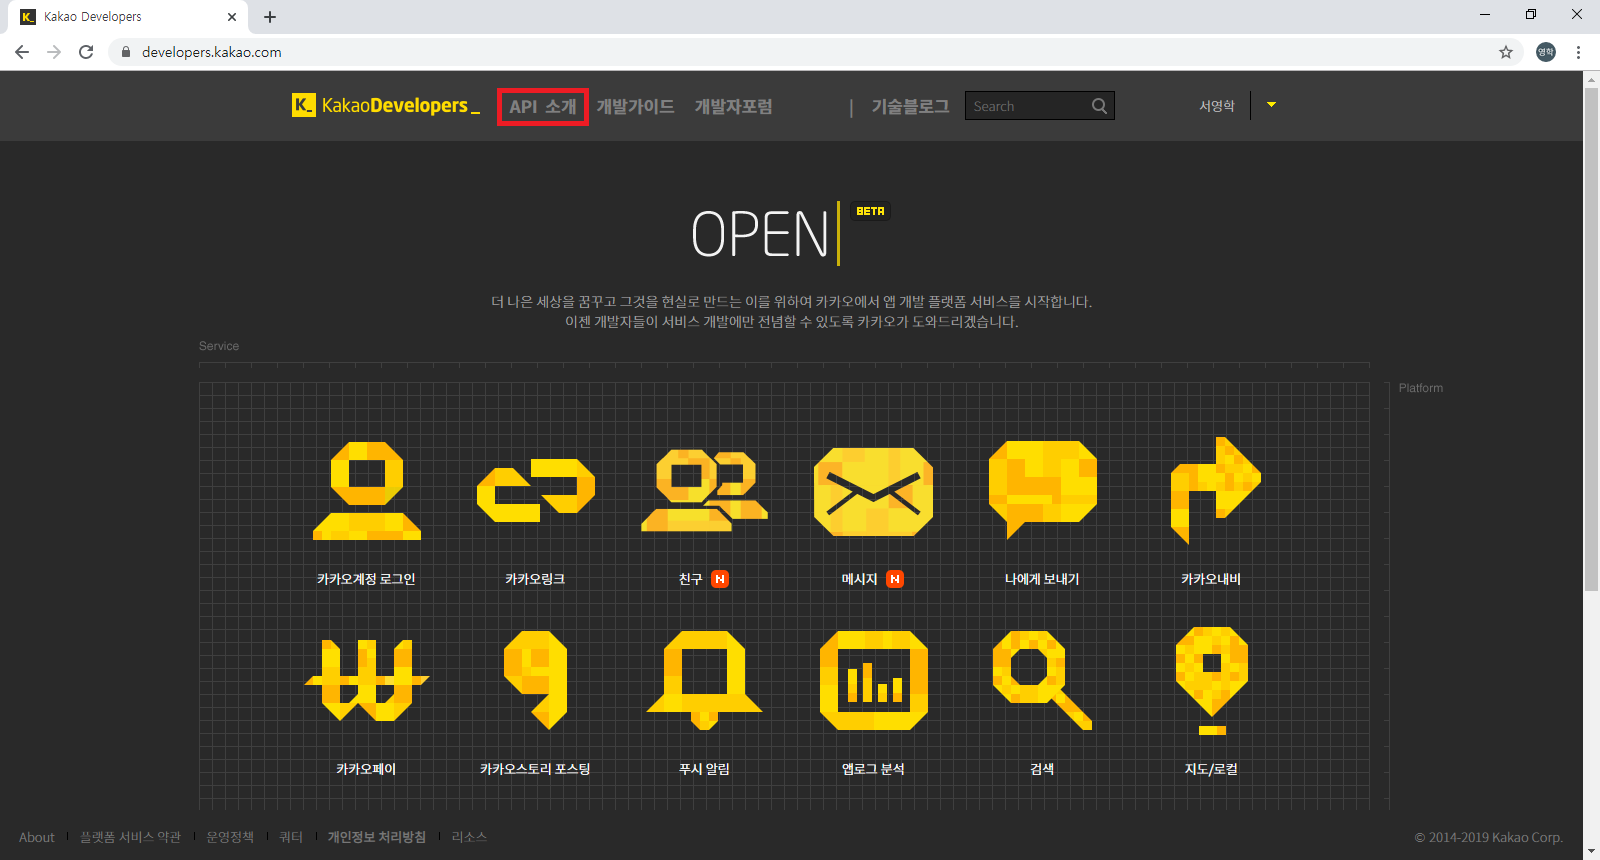 Kakao Developers
developers.kakao.com
영학
K_ KakaoDevelopers_ API 소개 개발가이드 개발자포럼 | 기술블로그 Search 서영학
OPEN BETA
더 나은 세상을 꿈꾸고 그것을 현실로 만드는 이를 위하여 카카오에서 앱 개발 플랫폼 서비스를 시작합니다.
이젠 개발자들이 서비스 개발에만 전념할 수 있도록 카카오가 도와드리겠습니다.
Service
Platform
카카오계정 로그인 카카오링크 친구 N 메시지 N 나에게 보내기 카카오내비
카카오페이 카카오스토리 포스팅 푸시 알림 앱로그 분석 검색 지도/로컬
About 플랫폼 서비스 약관 운영정책 쿼터 개인정보 처리방침 리소스 © 2014-2019 Kakao Corp.